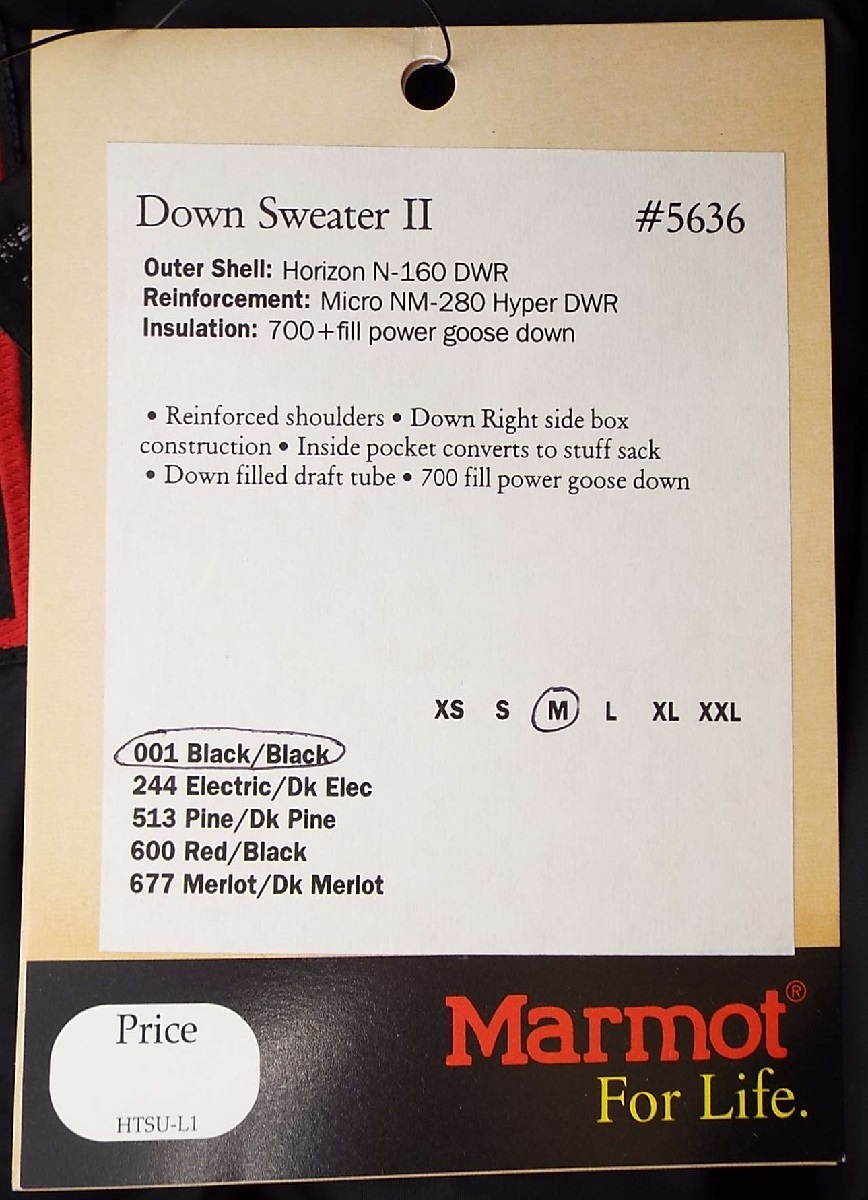 Down Sweater II #5636
Outer Shell: Horizon N-160 DWR
Reinforcement: Micro NM-280 Hyper DWR
Insulation: 700+fill power goose down
• Reinforced shoulders • Down Right side box
construction • Inside pocket converts to stuff sack
• Down filled draft tube • 700 fill power goose down
XS S M L XL XXL
001 Black/Black
244 Electric/Dk Elec
513 Pine/Dk Pine
600 Red/Black
677 Merlot/Dk Merlot
Price
HTSU-L1
Marmot®
For Life.